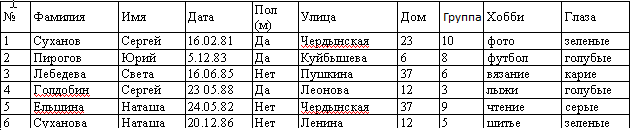 № Фамилия Имя Дата Пол (м) Улица Дом Группа Хобби Глаза
1 Суханов Сергей 16.02.81 Да Чердынская 23 10 фото зеленые
2 Пирогов Юрий 5.12.83 Да Куйбышева 6 8 футбол голубые
3 Лебедева Света 16.06.85 Нет Пушкина 37 6 вязание карие
4 Голдобин Сергей 23.05.88 Да Леонова 12 3 лыжи голубые
5 Ельшина Наташа 24.05.82 Нет Чердынская 37 9 чтение серые
6 Суханова Наташа 20.12.86 Нет Ленина 12 5 шитье зеленые